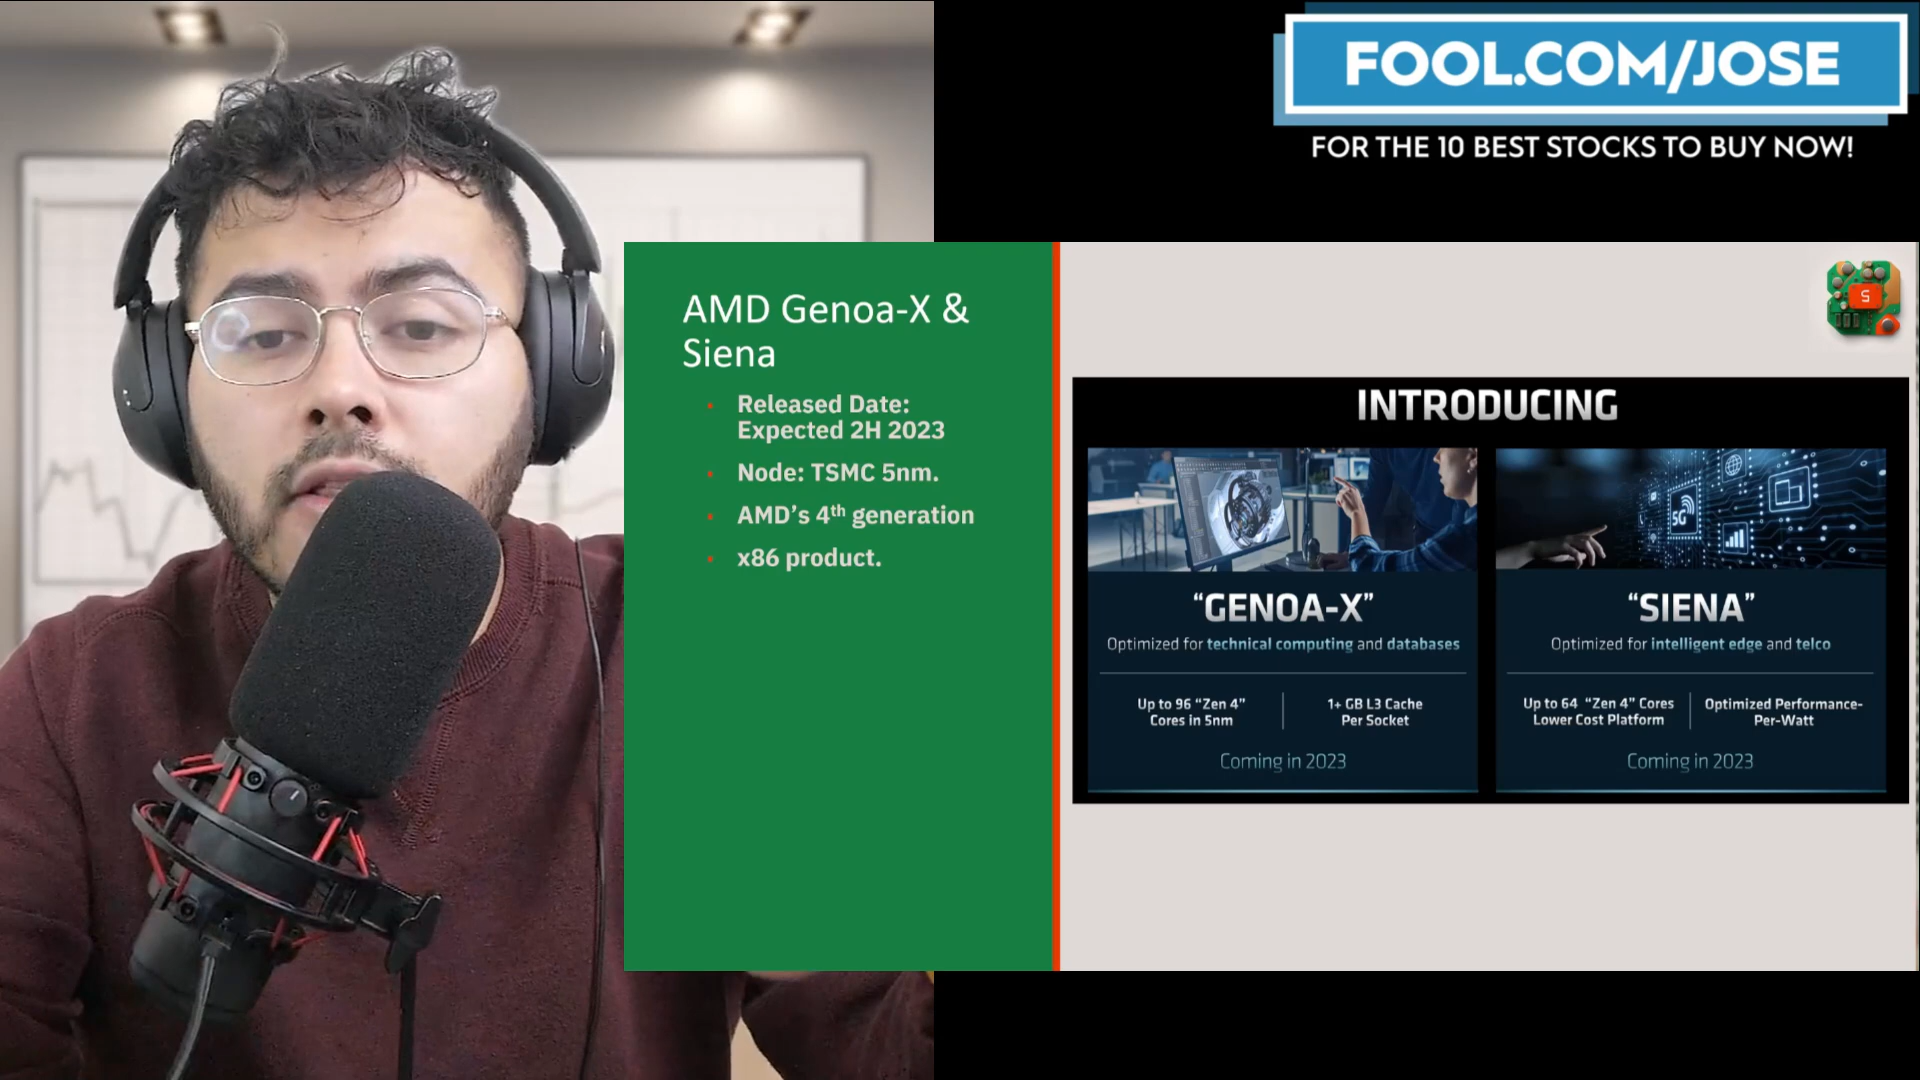 FOOL.COM/JOSE
FOR THE 10 BEST STOCKS TO BUY NOW!
AMD Genoa-X &
Siena
• Released Date:
Expected 2H 2023
• Node: TSMC 5nm.
• AMD’s 4th generation
• x86 product.
S
INTRODUCING
5G
“GENOA-X”
Optimized for technical computing and databases
Up to 96 “Zen 4”
Cores in 5nm
1+ GB L3 Cache
Per Socket
Coming in 2023
“SIENA”
Optimized for intelligent edge and telco
Up to 64 “Zen 4” Cores
Lower Cost Platform
Optimized Performance-
Per-Watt
Coming in 2023